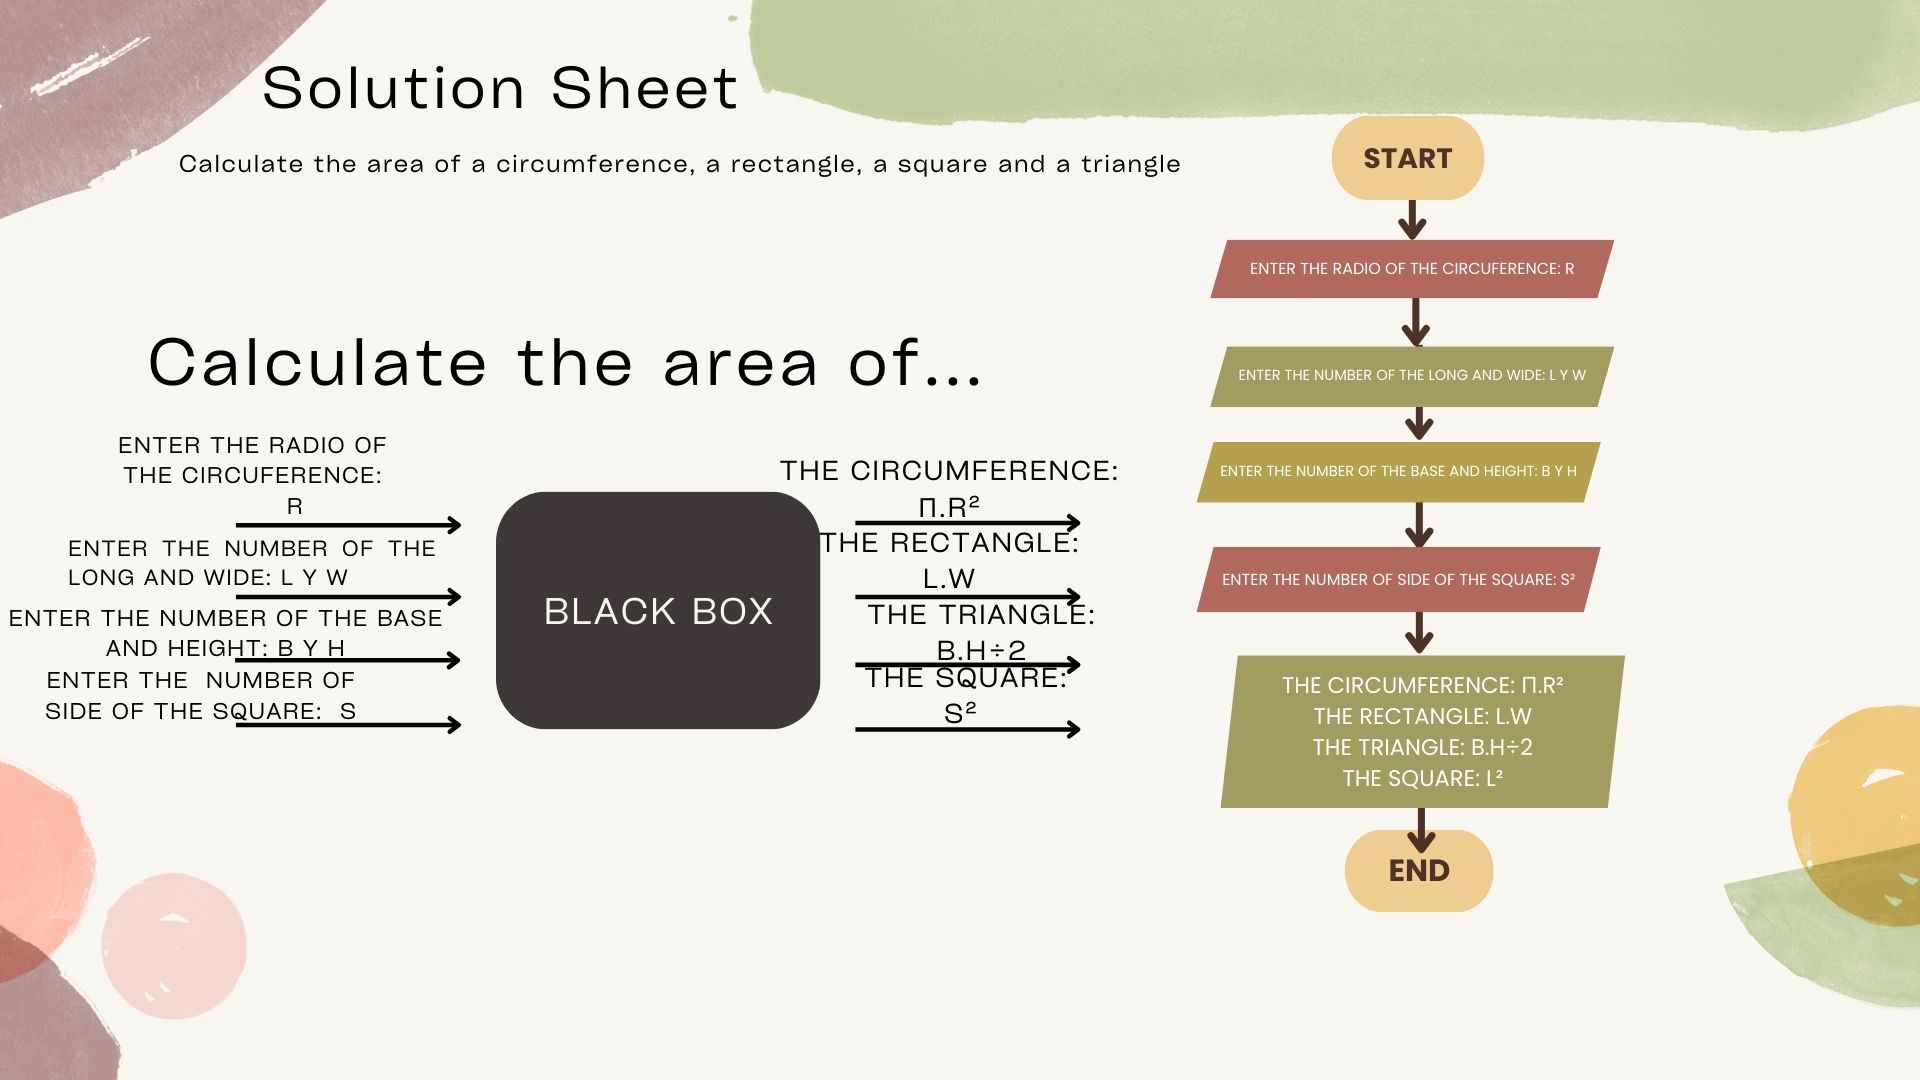 Solution Sheet
Calculate the area of a circumference, a rectangle, a square and a triangle
Calculate the area of...
ENTER THE RADIO OF
THE CIRCUFERENCE:
R
ENTER THE NUMBER OF THE
LONG AND WIDE: L Y W
ENTER THE NUMBER OF THE BASE
AND HEIGHT: B Y H
ENTER THE NUMBER OF
SIDE OF THE SQUARE: S
BLACK BOX
THE CIRCUMFERENCE:
Π.R²
THE RECTANGLE:
L.W
THE TRIANGLE:
B.H÷2
THE SQUARE:
S²
START
ENTER THE RADIO OF THE CIRCUFERENCE: R
ENTER THE NUMBER OF THE LONG AND WIDE: L Y W
ENTER THE NUMBER OF THE BASE AND HEIGHT: B Y H
ENTER THE NUMBER OF SIDE OF THE SQUARE: S²
THE CIRCUMFERENCE: Π.R²
THE RECTANGLE: L.W
THE TRIANGLE: B.H÷2
THE SQUARE: L²
END